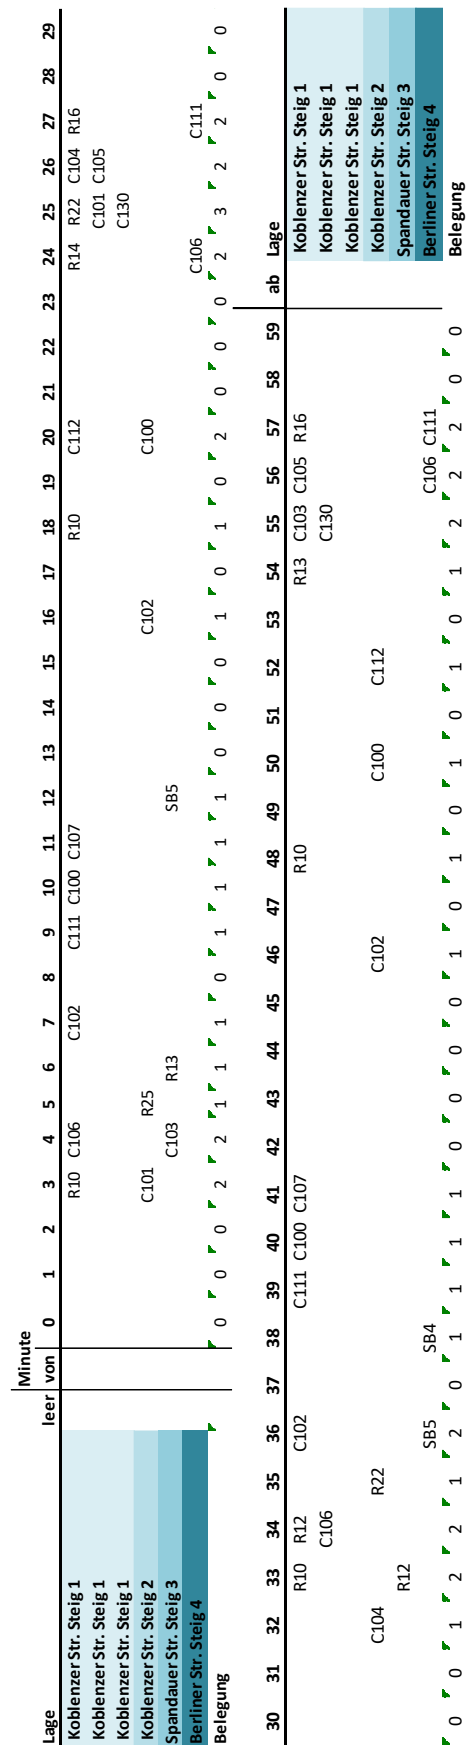 Minute
Lage leer von 0 1 2 3 4 5 6 7 8 9 10 11 12 13 14 15 16 17 18 19 20 21 22 23 24 25 26 27 28 29
Koblenzer Str. Steig 1 R10 C106 C102 C111 C100 C107 R10 C112 R14 R22 C104 R16
Koblenzer Str. Steig 1 C101 C105
Koblenzer Str. Steig 1 C130
Koblenzer Str. Steig 2 C101 R25 C102 C100
Spandauer Str. Steig 3 C103 R13 SB5
Berliner Str. Steig 4 C106 C111
Belegung 0 0 0 2 2 1 1 1 0 1 1 1 1 0 0 0 1 0 1 0 2 0 0 0 2 3 2 2 0 0
30 31 32 33 34 35 36 37 38 39 40 41 42 43 44 45 46 47 48 49 50 51 52 53 54 55 56 57 58 59 ab Lage
R10 R12 C102 C111 C100 C107 R10 R13 C103 C105 R16 Koblenzer Str. Steig 1
C106 C130 Koblenzer Str. Steig 1
Koblenzer Str. Steig 1
C104 R22 C102 C100 C112 Koblenzer Str. Steig 2
R12 Spandauer Str. Steig 3
SB5 SB4 C106 C111 Berliner Str. Steig 4
0 0 1 2 2 1 2 0 1 1 1 1 0 0 0 0 1 0 1 0 1 0 1 0 1 2 2 2 0 0 Belegung